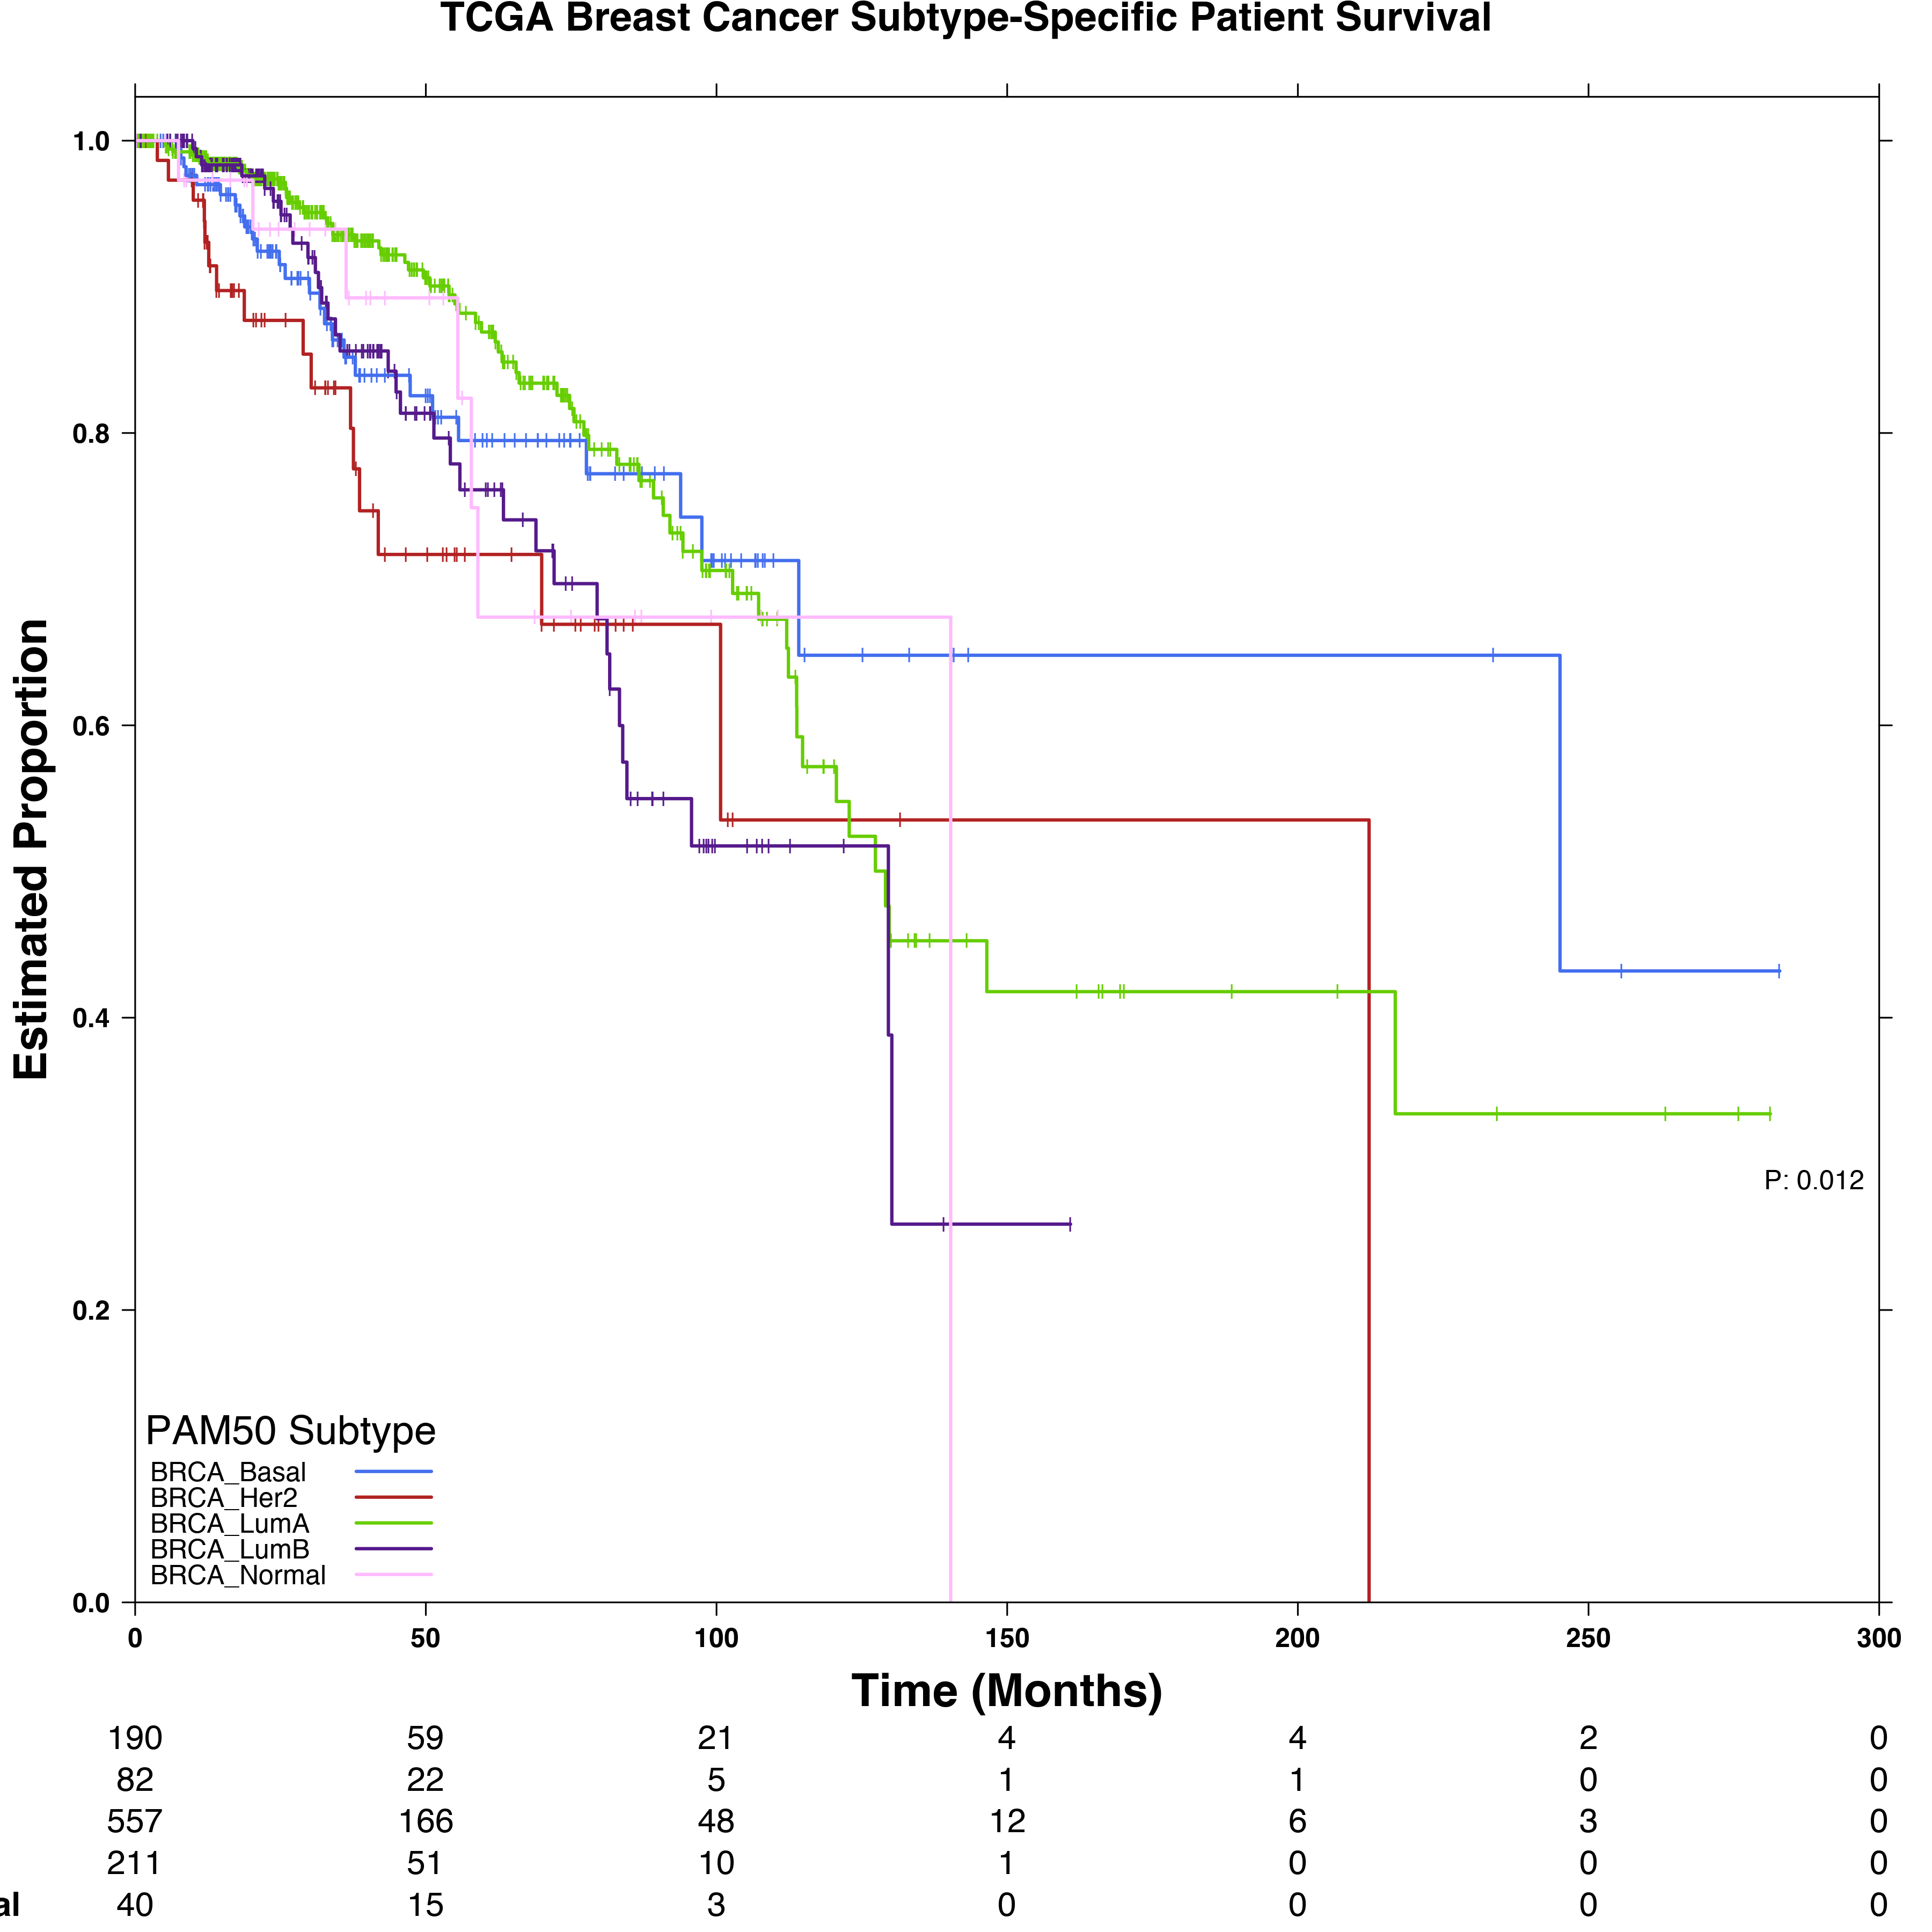 TCGA Breast Cancer Subtype-Specific Patient Survival
Estimated Proportion
1.0
0.8
0.6
0.4
0.2
0.0
P: 0.012
PAM50 Subtype
BRCA_Basal
BRCA_Her2
BRCA_LumA
BRCA_LumB
BRCA_Normal
0 50 100 150 200 250 300
Time (Months)
190 59 21 4 4 2 0
82 22 5 1 1 0 0
557 166 48 12 6 3 0
211 51 10 1 0 0 0
al 40 15 3 0 0 0 0